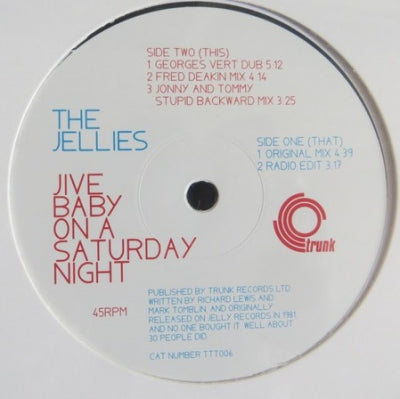 SIDE TWO (THIS)
1 GEORGES VERT DUB 5.12
2 FRED DEAKIN MIX 4.14
3 JONNY AND TOMMY
STUPID BACKWARD MIX 3.25
THE
JELLIES
SIDE ONE (THAT)
1 ORIGINAL MIX 4.39
2 RADIO EDIT 3.17
JIVE
BABY
ON A
SATURDAY
NIGHT
trunk
45RPM
PUBLISHED BY TRUNK RECORDS LTD
WRITTEN BY RICHARD LEWIS AND
MARK TOMBLIN AND ORIGINALLY
RELEASED ON JELLY RECORDS IN 1981,
AND NO ONE BOUGHT IT. WELL ABOUT
30 PEOPLE DID.
CAT NUMBER TTT006